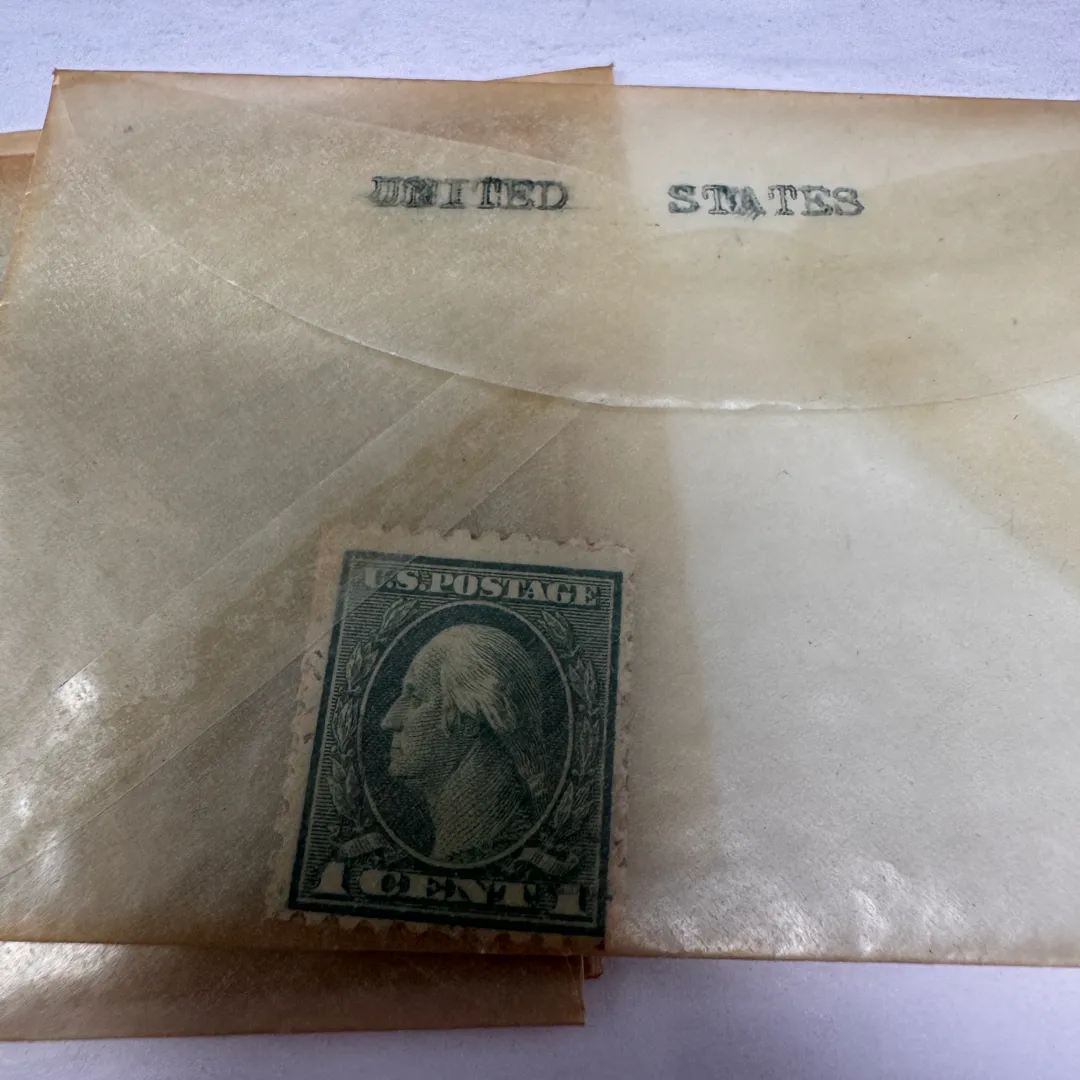 UNITED STATES
U.S. POSTAGE
1 CENT 1